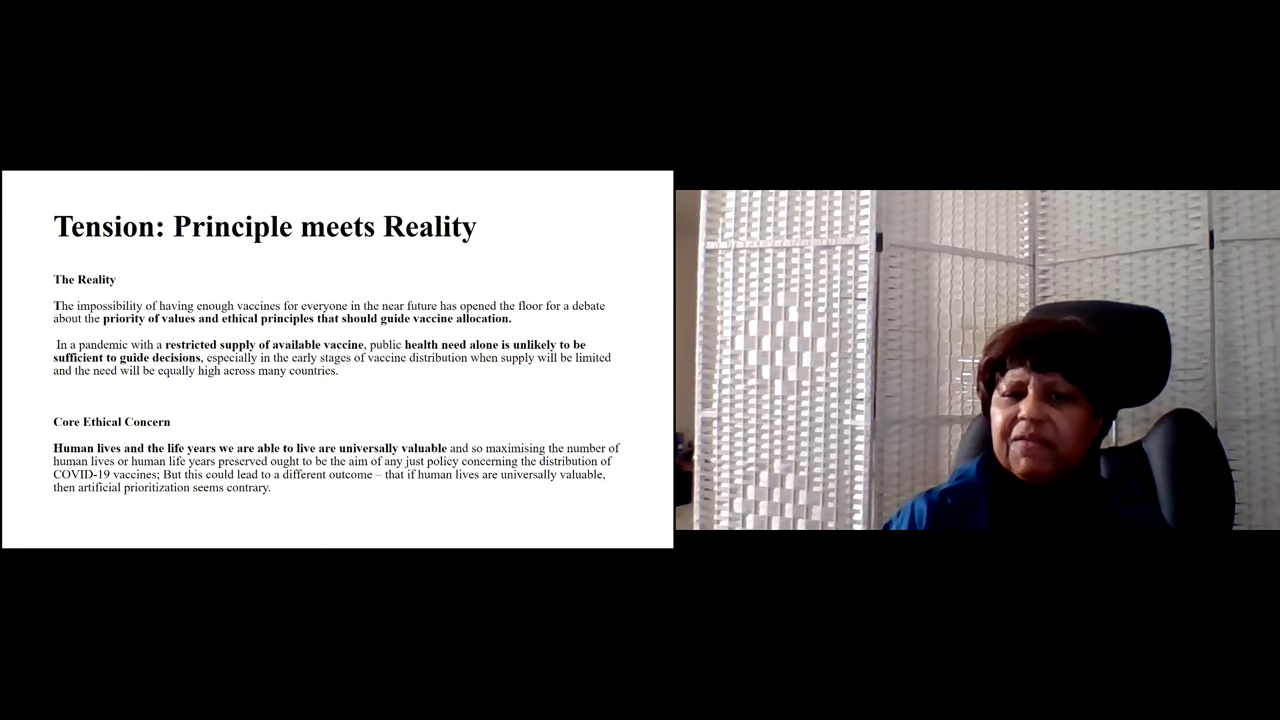 Tension: Principle meets Reality
The Reality
The impossibility of having enough vaccines for everyone in the near future has opened the floor for a debate
about the priority of values and ethical principles that should guide vaccine allocation.
In a pandemic with a restricted supply of available vaccine, public health need alone is unlikely to be
sufficient to guide decisions, especially in the early stages of vaccine distribution when supply will be limited
and the need will be equally high across many countries.
Core Ethical Concern
Human lives and the life years we are able to live are universally valuable and so maximising the number of
human lives or human life years preserved ought to be the aim of any just policy concerning the distribution of
COVID-19 vaccines; But this could lead to a different outcome – that if human lives are universally valuable,
then artificial prioritization seems contrary.